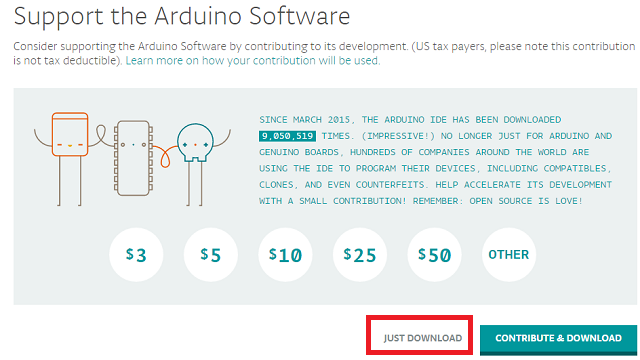 Support the Arduino Software
Consider supporting the Arduino Software by contributing to its development. (US tax payers, please note this contribution
is not tax deductible). Learn more on how your contribution will be used.
SINCE MARCH 2015, THE ARDUINO IDE HAS BEEN DOWNLOADED
9,050,519 TIMES. (IMPRESSIVE!) NO LONGER JUST FOR ARDUINO AND
GENUINO BOARDS, HUNDREDS OF COMPANIES AROUND THE WORLD ARE
USING THE IDE TO PROGRAM THEIR DEVICES, INCLUDING COMPATIBLES,
CLONES, AND EVEN COUNTERFEITS. HELP ACCELERATE ITS DEVELOPMENT
WITH A SMALL CONTRIBUTION! REMEMBER: OPEN SOURCE IS LOVE!
$3 $5 $10 $25 $50 OTHER
JUST DOWNLOAD CONTRIBUTE & DOWNLOAD